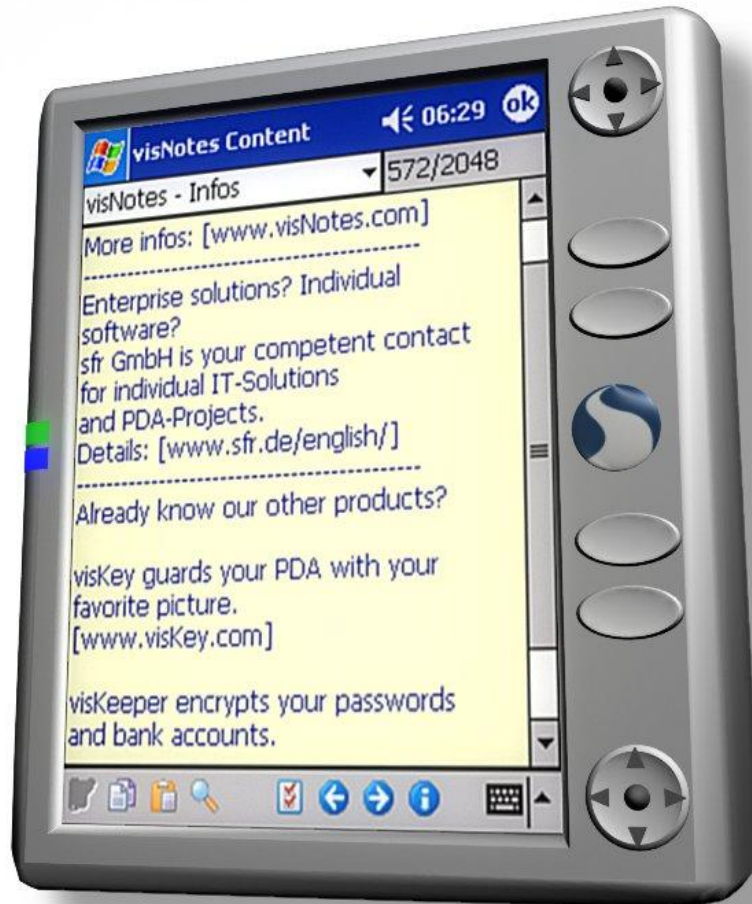 visNotes Content 06:29 ok
visNotes - Infos 572/2048
More infos: [www.visNotes.com]
----------------------------------------
Enterprise solutions? Individual
software?
sfr GmbH is your competent contact
for individual IT-Solutions
and PDA-Projects.
Details: [www.sfr.de/english/]
----------------------------------------
Already know our other products?
visKey guards your PDA with your
favorite picture.
[www.visKey.com]
visKeeper encrypts your passwords
and bank accounts.